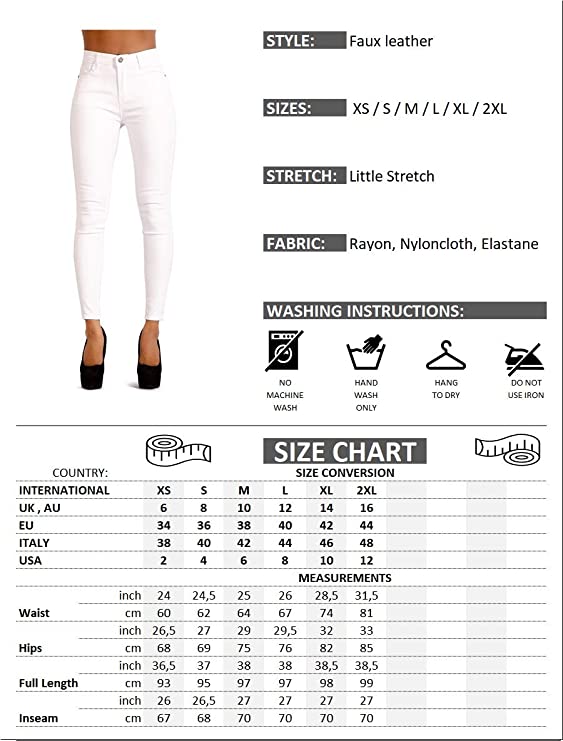 STYLE: Faux leather
SIZES: XS / S / M / L / XL / 2XL
STRETCH: Little Stretch
FABRIC: Rayon, Nyloncloth, Elastane
WASHING INSTRUCTIONS:
NO MACHINE WASH
HAND WASH ONLY
HANG TO DRY
DO NOT USE IRON
SIZE CHART
COUNTRY: SIZE CONVERSION
INTERNATIONAL XS S M L XL 2XL
UK , AU 6 8 10 12 14 16
EU 34 36 38 40 42 44
ITALY 38 40 42 44 46 48
USA 2 4 6 8 10 12
MEASUREMENTS
inch 24 24,5 25 26 28,5 31,5
Waist cm 60 62 64 67 74 81
inch 26,5 27 29 29,5 32 33
Hips cm 68 69 75 76 82 85
inch 36,5 37 38 38 38,5 38,5
Full Length cm 93 95 97 97 98 99
inch 26 26,5 27 27 27 27
Inseam cm 67 68 70 70 70 70